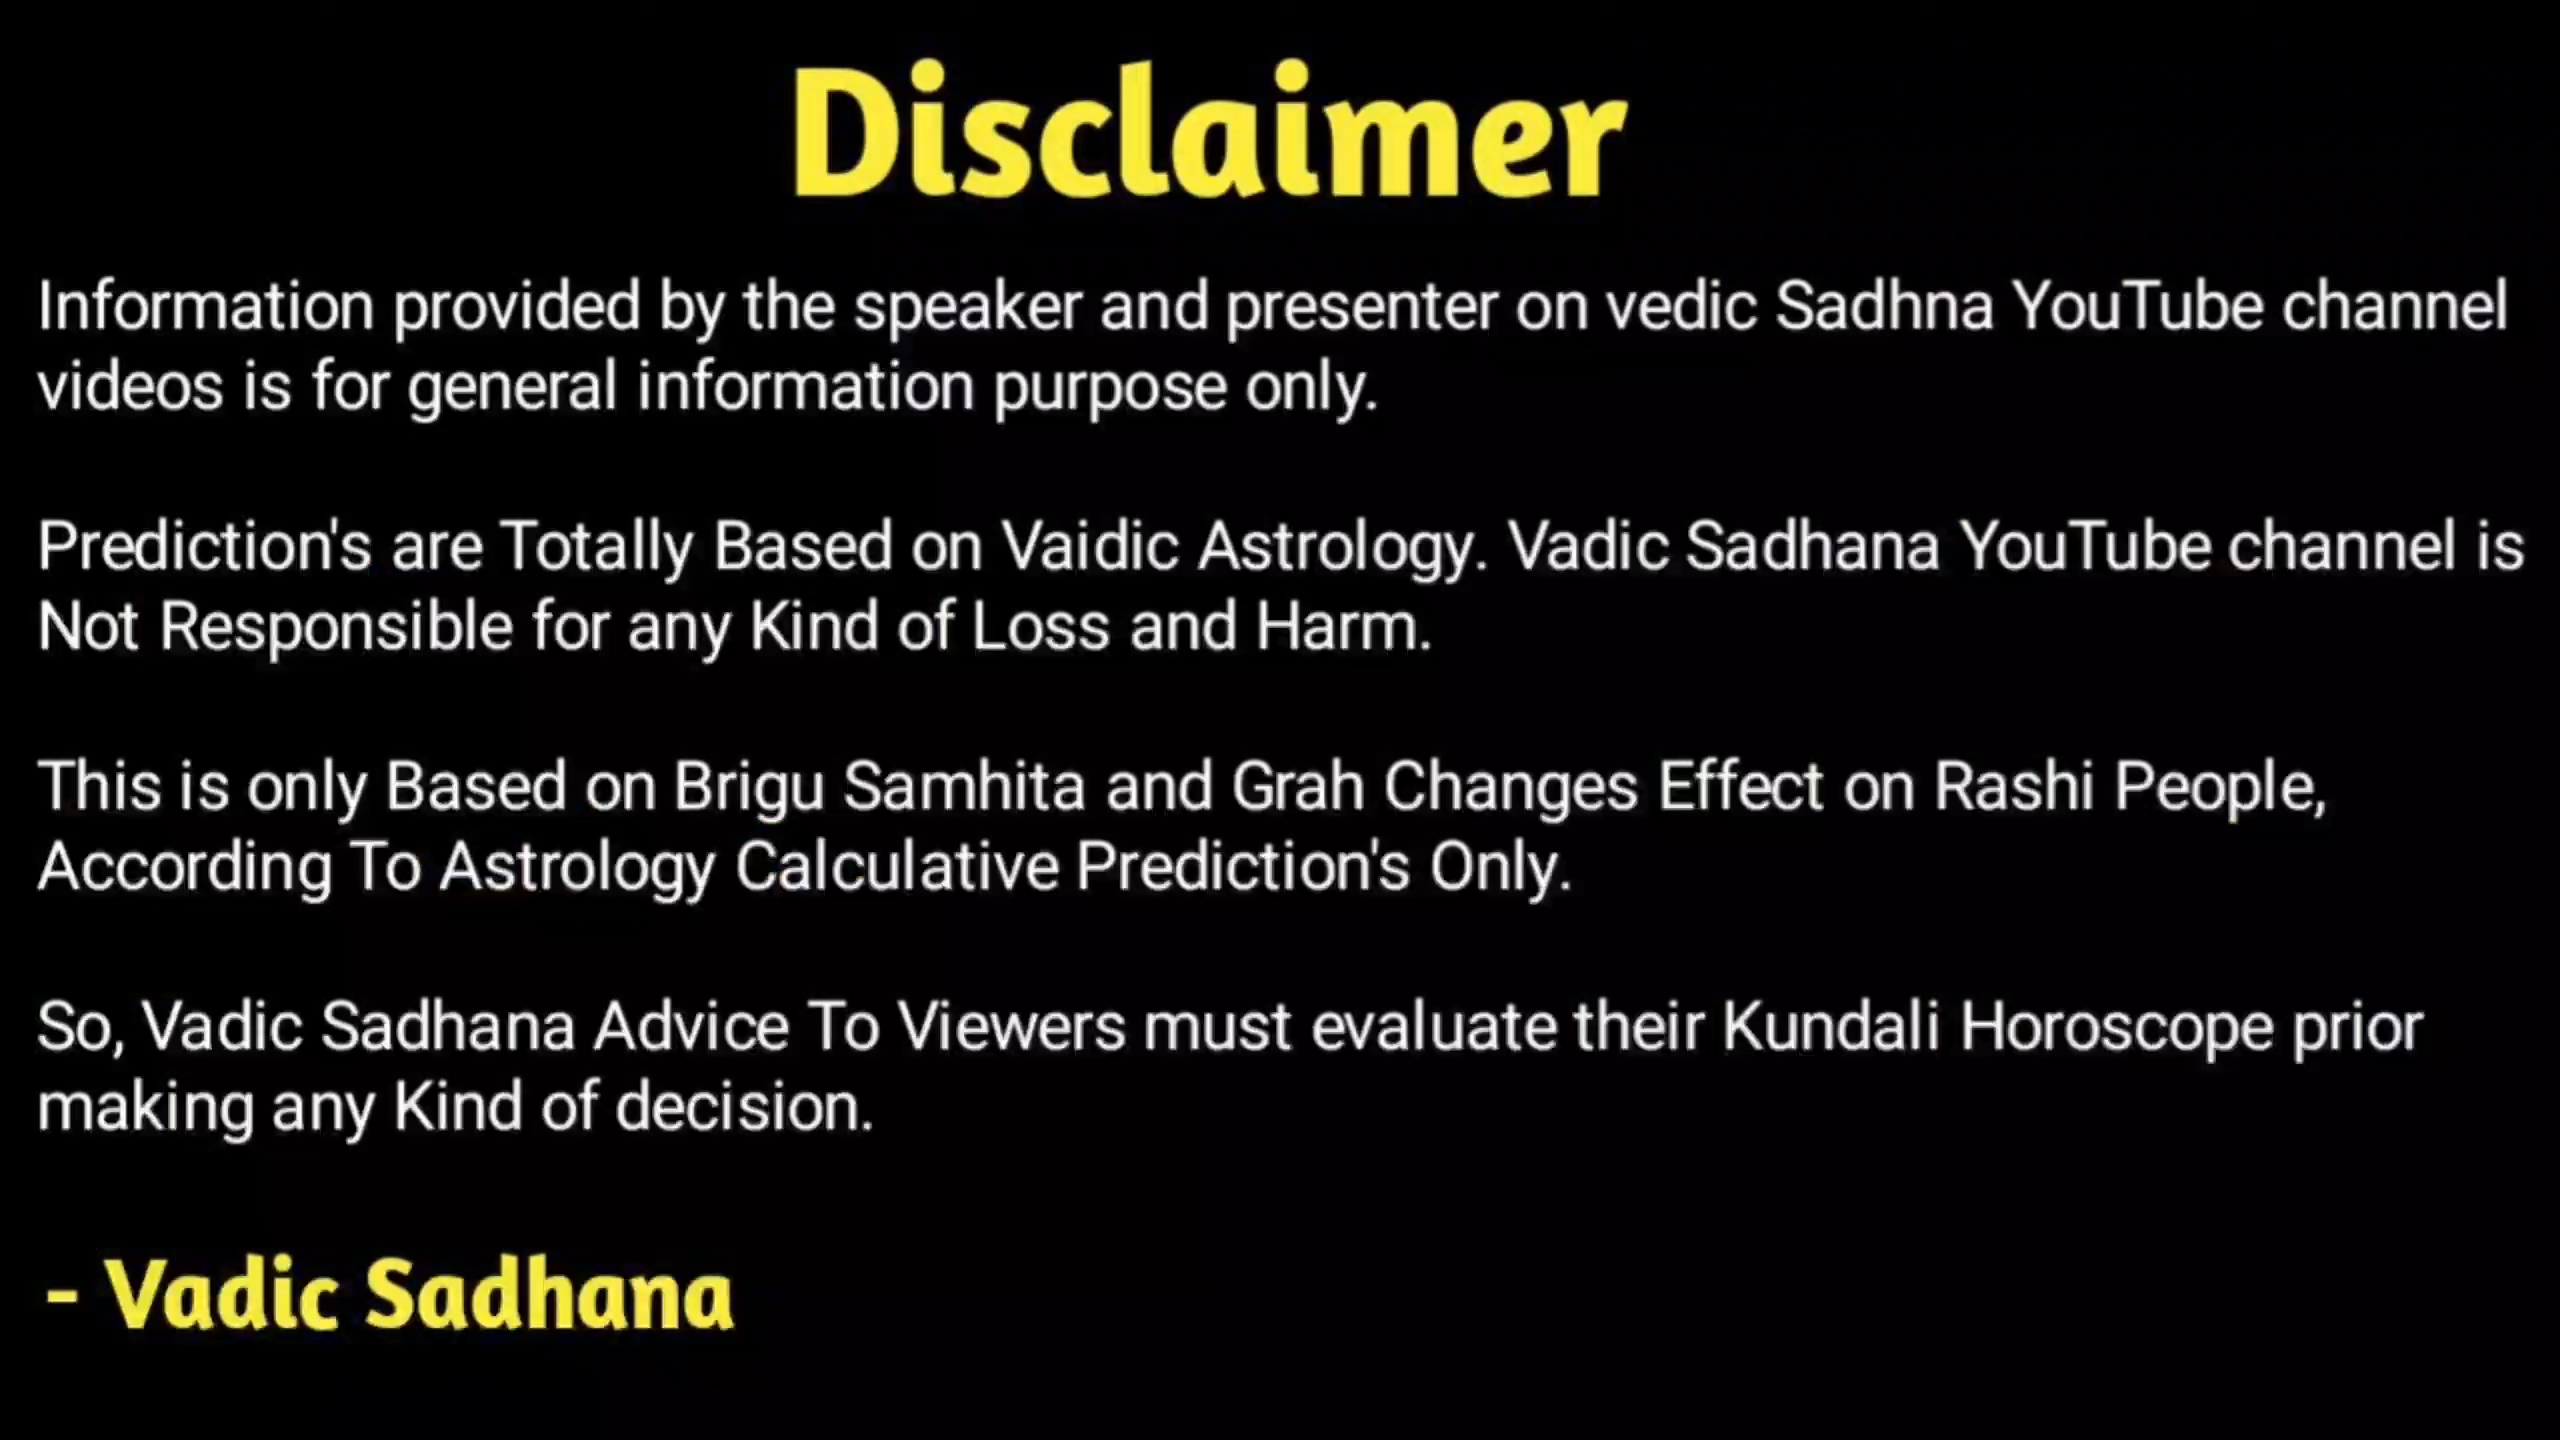 Disclaimer
Information provided by the speaker and presenter on vedic Sadhna YouTube channel
videos is for general information purpose only.
Prediction's are Totally Based on Vaidic Astrology. Vadic Sadhana YouTube channel is
Not Responsible for any Kind of Loss and Harm.
This is only Based on Brigu Samhita and Grah Changes Effect on Rashi People,
According To Astrology Calculative Prediction's Only.
So, Vadic Sadhana Advice To Viewers must evaluate their Kundali Horoscope prior
making any Kind of decision.
- Vadic Sadhana